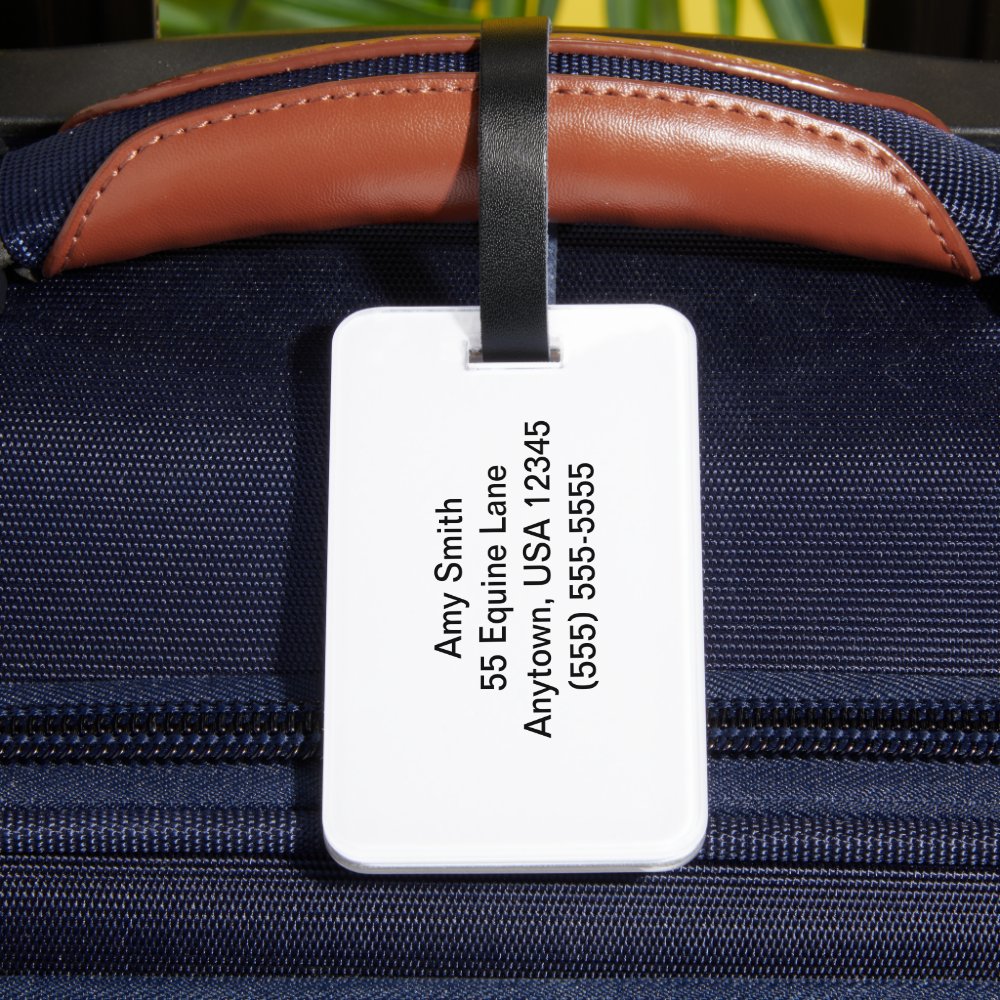 Amy Smith
55 Equine Lane
Anytown, USA 12345
(555) 555-5555